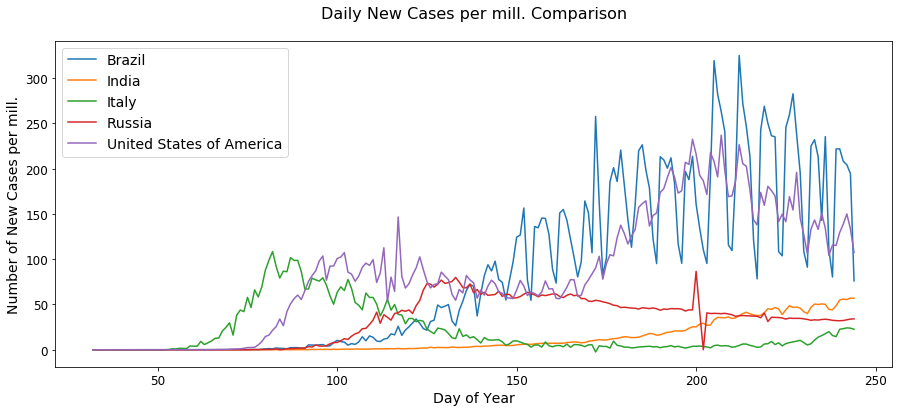 Daily New Cases per mill. Comparison
Number of New Cases per mill.
300
250
200
150
100
50
0
Brazil
India
Italy
Russia
United States of America
50
100
150
200
250
Day of Year